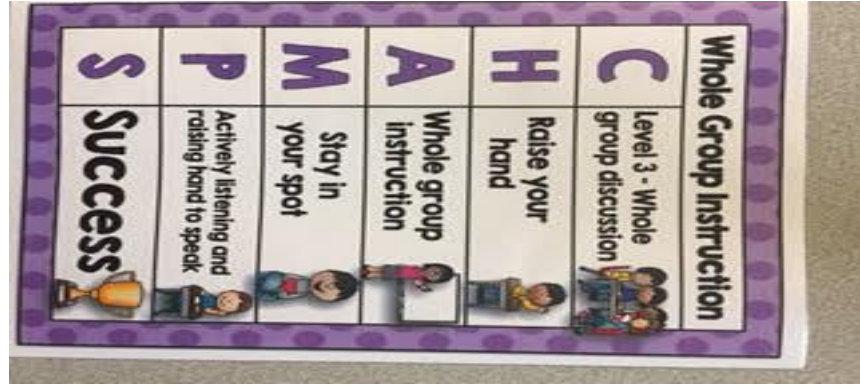 Whole Group Instruction
C
Level 3 - Whole
group discussion
H
Raise your
hand
A
Whole group
instruction
M
Stay in
your spot
P
Actively listening and
raising hand to speak
S
Success